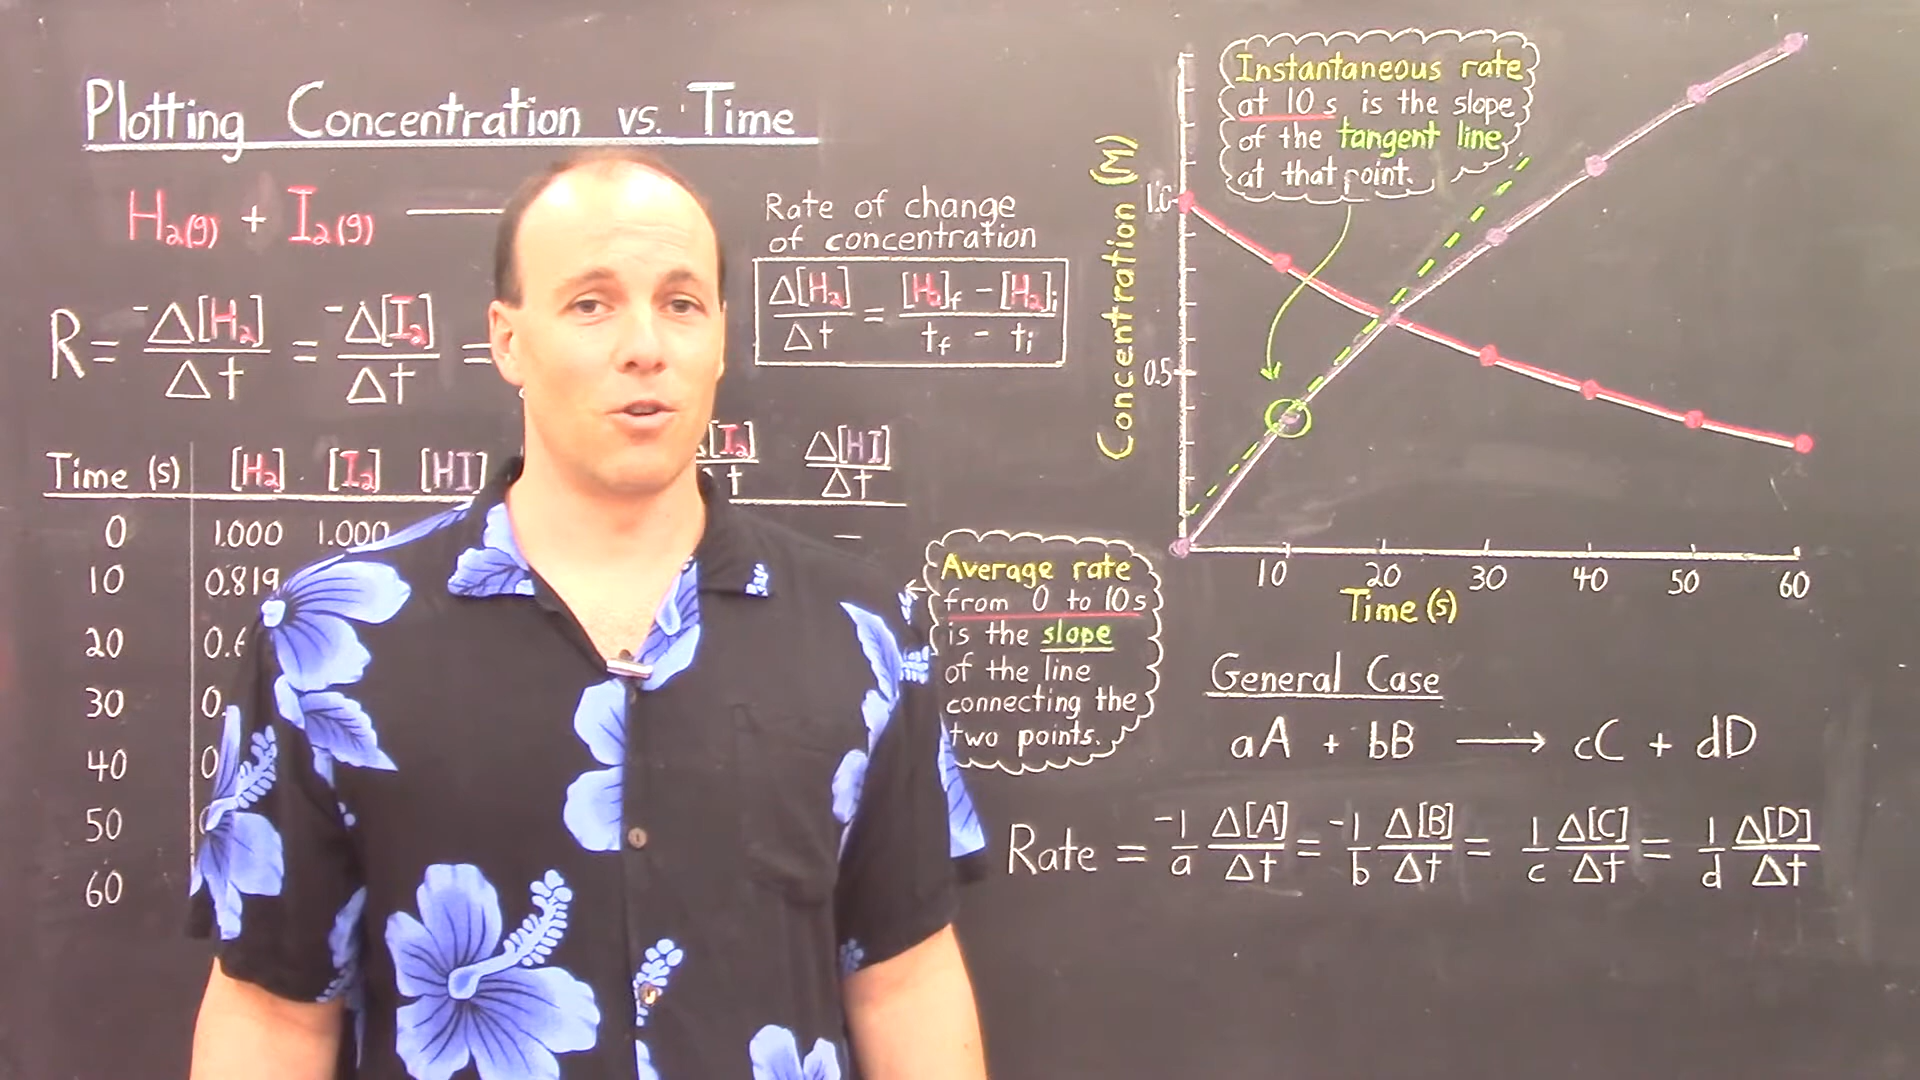 Plotting Concentration vs. Time
H₂(g) + I₂(g)
R = -Δ[H₂]/Δt = -Δ[I₂]/Δt =
Rate of change
of concentration
Δ[H₂]/Δt = [H₂]f - [H₂]i / tf - ti
Time (s) [H₂] [I₂] [HI] Δ[I₂]/Δt Δ[HI]/Δt
0 1.000 1.000 —
10 0.819
20
30
40
50
60
Average rate
from 0 to 10 s
is the slope
of the line
connecting the
two points.
Instantaneous rate
at 10 s is the slope
of the tangent line
at that point.
Concentration (M)
1.0
0.5
10 20 30 40 50 60
Time (s)
General Case
aA + bB ⟶ cC + dD
Rate = -1/a Δ[A]/Δt = -1/b Δ[B]/Δt = 1/c Δ[C]/Δt = 1/d Δ[D]/Δt